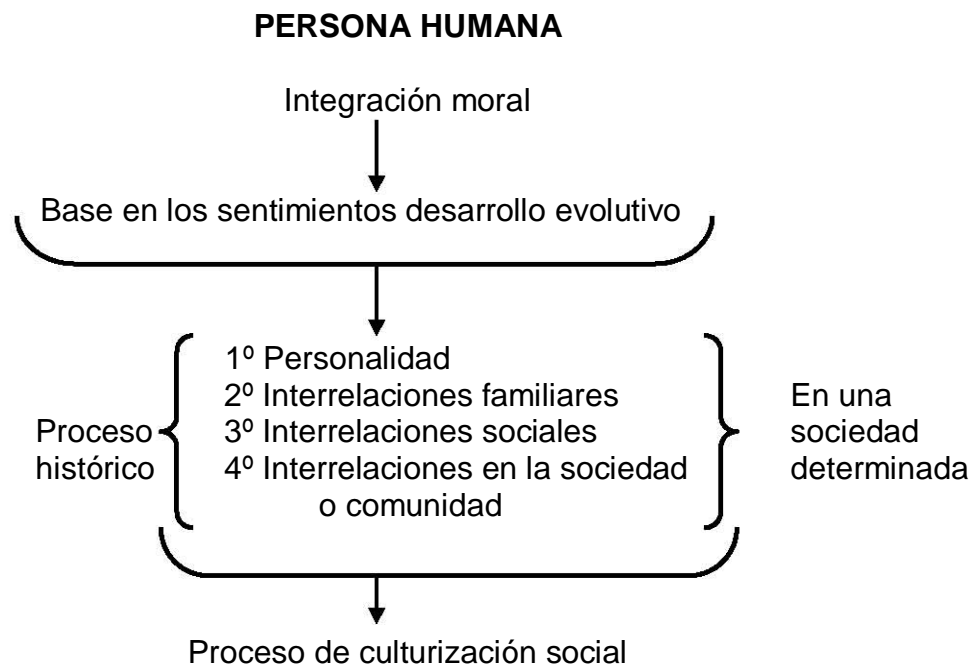 PERSONA HUMANA
Integración moral
Base en los sentimientos desarrollo evolutivo
Proceso
histórico
1º Personalidad
2º Interrelaciones familiares
3º Interrelaciones sociales
4º Interrelaciones en la sociedad
o comunidad
En una
sociedad
determinada
Proceso de culturización social